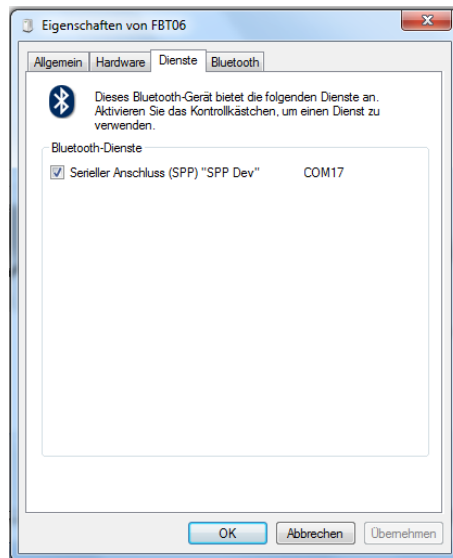 Eigenschaften von FBT06
Allgemein Hardware Dienste Bluetooth
Dieses Bluetooth-Gerät bietet die folgenden Dienste an.
Aktivieren Sie das Kontrollkästchen, um einen Dienst zu
verwenden.
Bluetooth-Dienste
Serieller Anschluss (SPP) "SPP Dev" COM17
OK Abbrechen Übernehmen